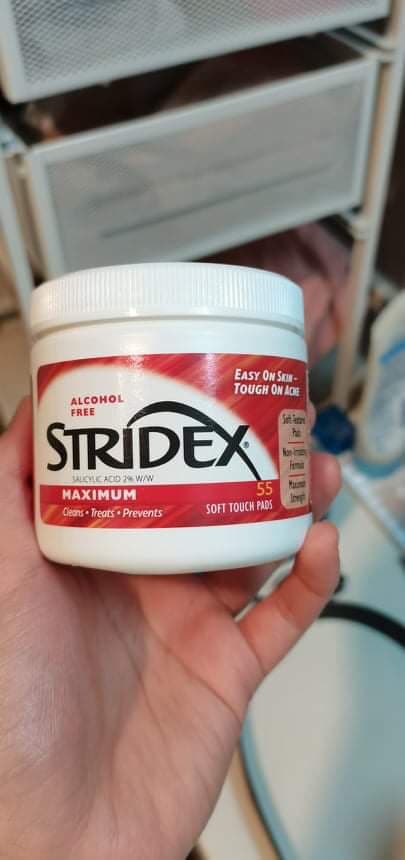 EASY ON SKIN –
TOUGH ON ACNE
ALCOHOL
FREE
STRIDEX®
SALICYLIC ACID 2% W/W
MAXIMUM
Cleans • Treats • Prevents
55
SOFT TOUCH PADS
Soft Textured
Pads
Non-Irritating
Formula
Maximum
Strength